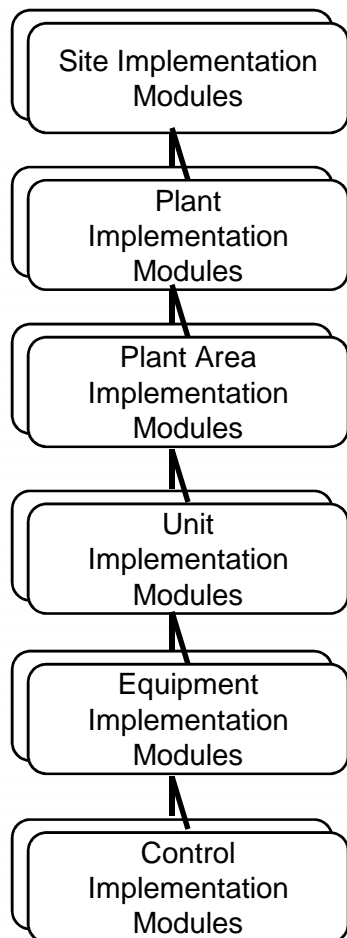 Site Implementation
Modules
Plant
Implementation
Modules
Plant Area
Implementation
Modules
Unit
Implementation
Modules
Equipment
Implementation
Modules
Control
Implementation
Modules